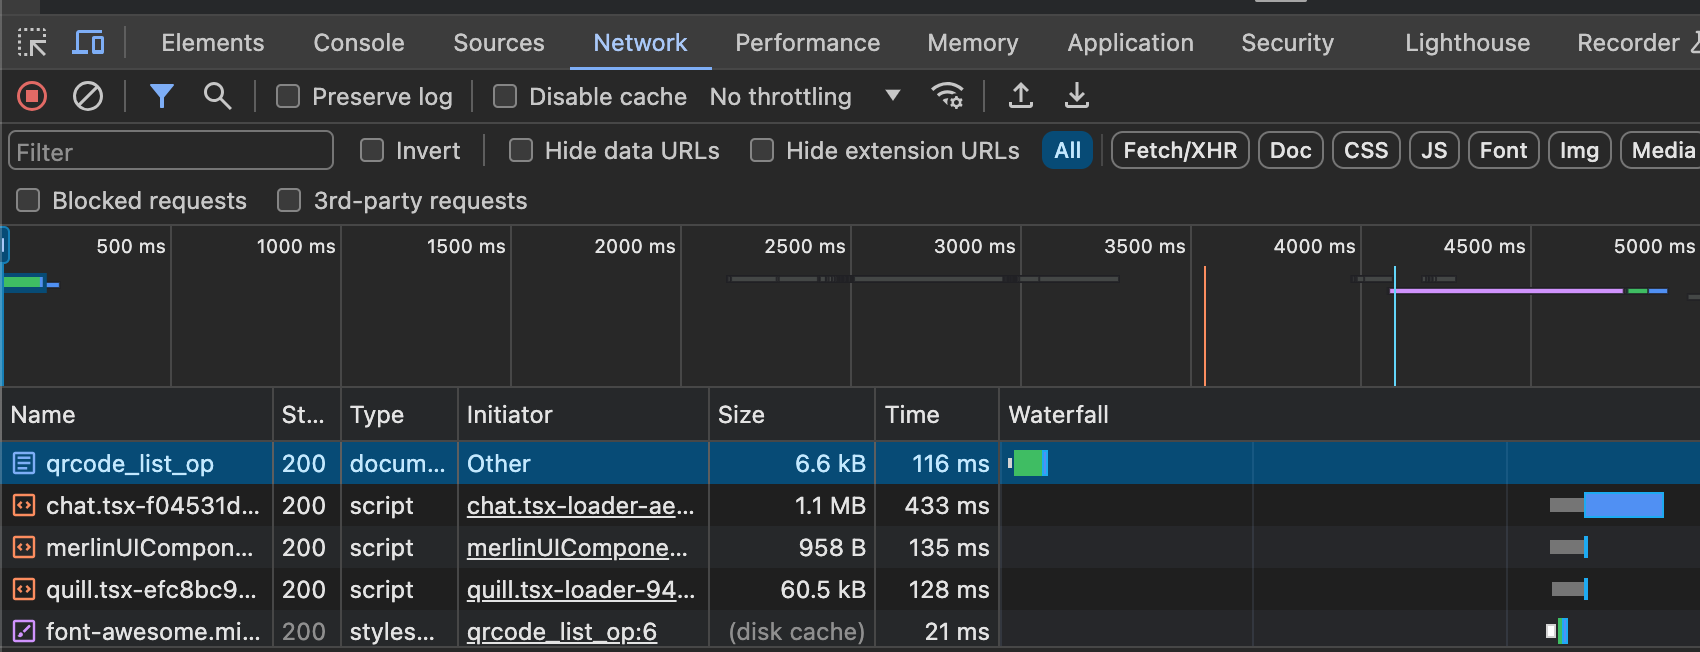 Elements Console Sources Network Performance Memory Application Security Lighthouse Recorder
Preserve log Disable cache No throttling
Filter Invert Hide data URLs Hide extension URLs All Fetch/XHR Doc CSS JS Font Img Media
Blocked requests 3rd-party requests
500 ms 1000 ms 1500 ms 2000 ms 2500 ms 3000 ms 3500 ms 4000 ms 4500 ms 5000 ms
Name St... Type Initiator Size Time Waterfall
qrcode_list_op 200 docum... Other 6.6 kB 116 ms
chat.tsx-f04531d... 200 script chat.tsx-loader-ae... 1.1 MB 433 ms
merlinUICompon... 200 script merlinUICompone... 958 B 135 ms
quill.tsx-efc8bc9... 200 script quill.tsx-loader-94... 60.5 kB 128 ms
font-awesome.mi... 200 styles... qrcode_list_op:6 (disk cache) 21 ms